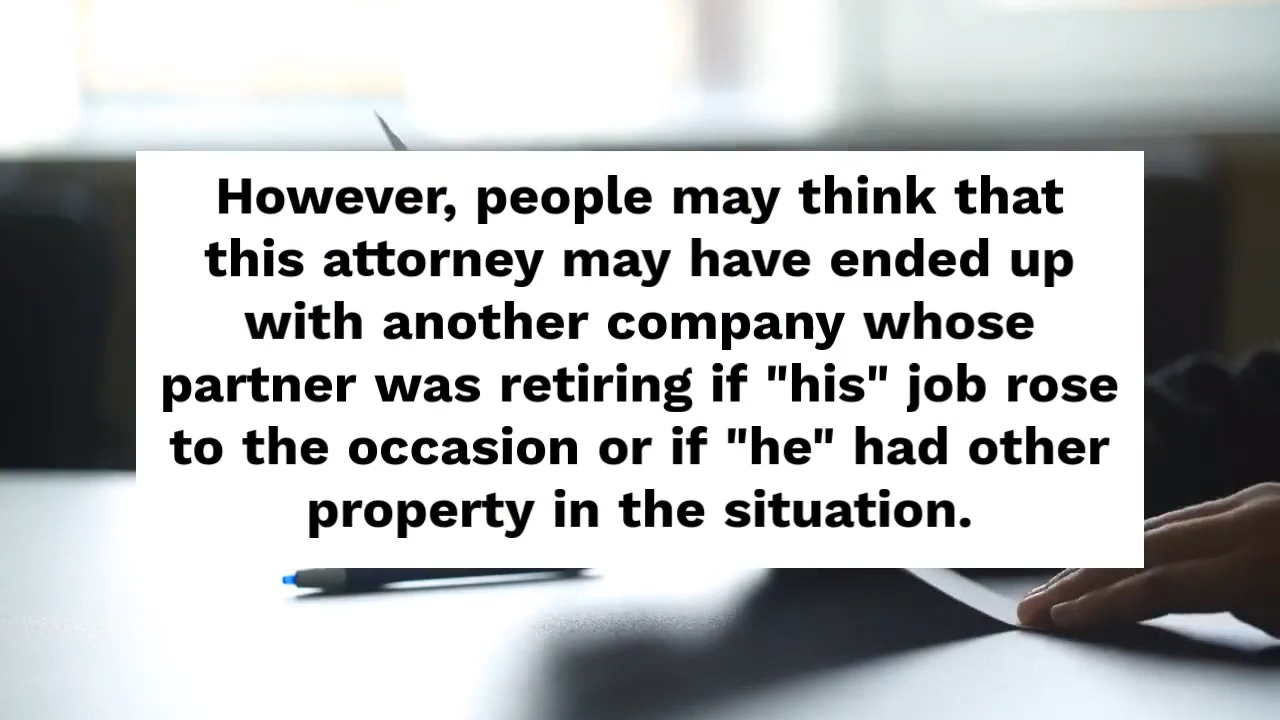 However, people may think that
this attorney may have ended up
with another company whose
partner was retiring if "his" job rose
to the occasion or if "he" had other
property in the situation.